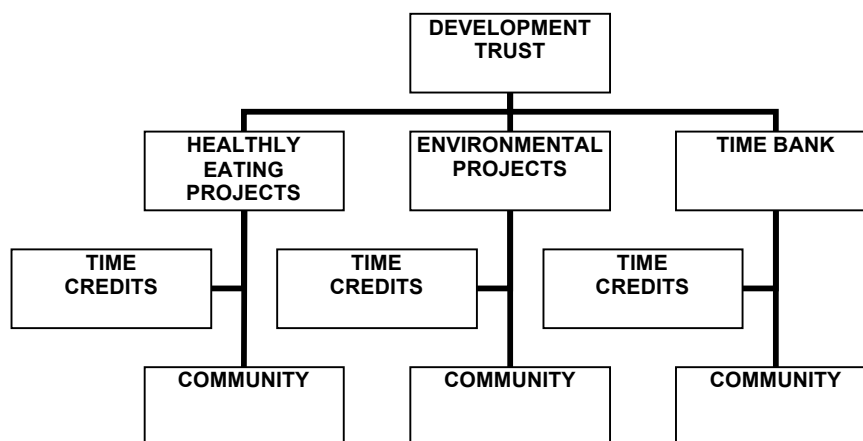 DEVELOPMENT
TRUST
HEALTHLY
EATING
PROJECTS
ENVIRONMENTAL
PROJECTS
TIME BANK
TIME
CREDITS
TIME
CREDITS
TIME
CREDITS
COMMUNITY
COMMUNITY
COMMUNITY